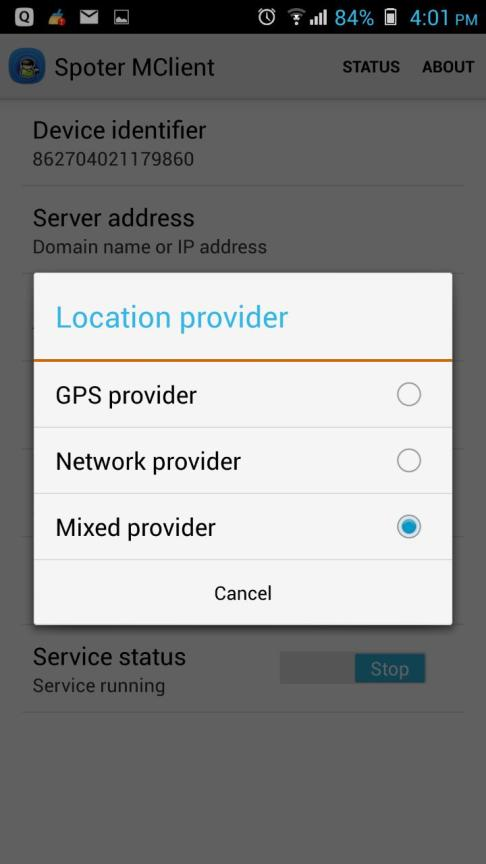 Q
84%
4:01 PM
Spoter MClient
STATUS
ABOUT
Device identifier
862704021179860
Server address
Domain name or IP address
Location provider
GPS provider
Network provider
Mixed provider
Cancel
Service status
Service running
Stop